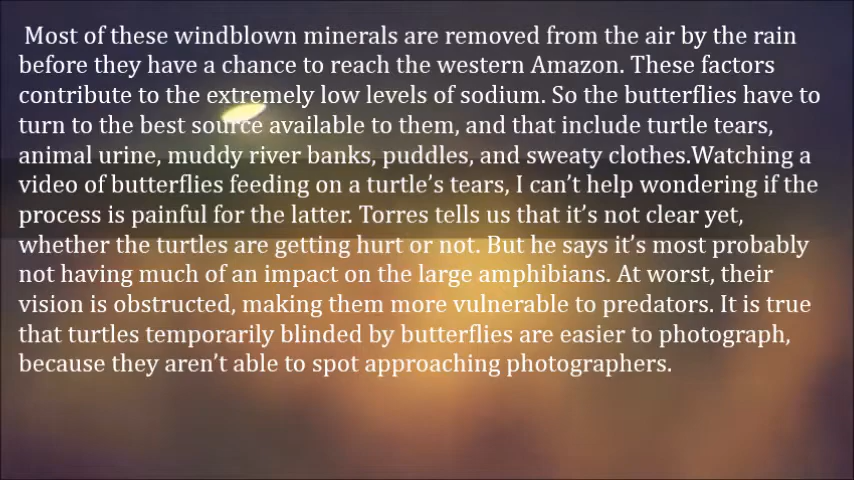 Most of these windblown minerals are removed from the air by the rain
before they have a chance to reach the western Amazon. These factors
contribute to the extremely low levels of sodium. So the butterflies have to
turn to the best source available to them, and that include turtle tears,
animal urine, muddy river banks, puddles, and sweaty clothes.Watching a
video of butterflies feeding on a turtle’s tears, I can’t help wondering if the
process is painful for the latter. Torres tells us that it’s not clear yet,
whether the turtles are getting hurt or not. But he says it’s most probably
not having much of an impact on the large amphibians. At worst, their
vision is obstructed, making them more vulnerable to predators. It is true
that turtles temporarily blinded by butterflies are easier to photograph,
because they aren’t able to spot approaching photographers.